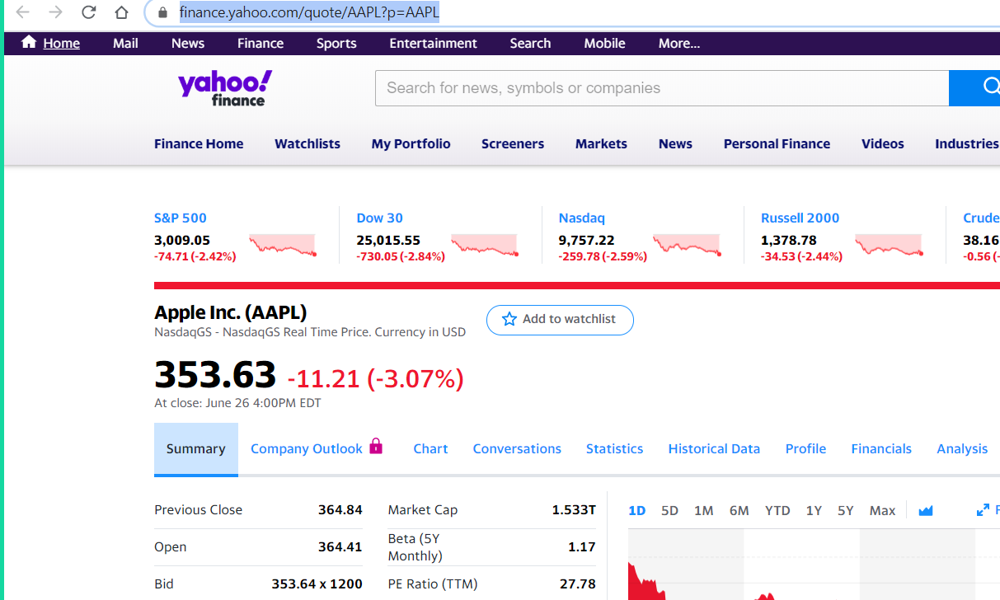 finance.yahoo.com/quote/AAPL?p=AAPL
Home Mail News Finance Sports Entertainment Search Mobile More...
yahoo!
finance
Search for news, symbols or companies
Finance Home Watchlists My Portfolio Screeners Markets News Personal Finance Videos Industries
S&P 500 Dow 30 Nasdaq Russell 2000 Crude
3,009.05 25,015.55 9,757.22 1,378.78 38.16
-74.71 (-2.42%) -730.05 (-2.84%) -259.78 (-2.59%) -34.53 (-2.44%) -0.56 (-
Apple Inc. (AAPL)
Add to watchlist
NasdaqGS - NasdaqGS Real Time Price. Currency in USD
353.63 -11.21 (-3.07%)
At close: June 26 4:00PM EDT
Summary Company Outlook Chart Conversations Statistics Historical Data Profile Financials Analysis
Previous Close 364.84
Open 364.41
Bid 353.64 x 1200
Market Cap 1.533T
Beta (5Y
Monthly) 1.17
PE Ratio (TTM) 27.78
1D 5D 1M 6M YTD 1Y 5Y Max F